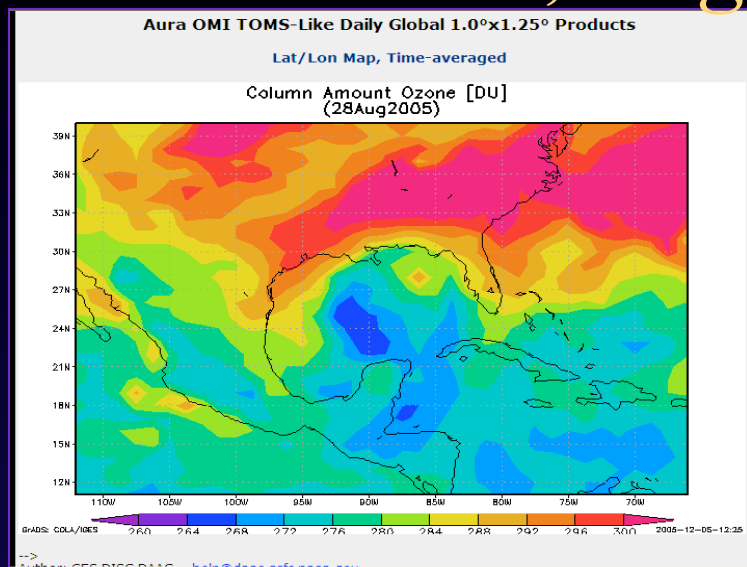 Aura OMI TOMS-Like Daily Global 1.0°x1.25° Products
Lat/Lon Map, Time-averaged
Column Amount Ozone [DU]
(28Aug2005)
39N
36N
33N
30N
27N
24N
21N
18N
15N
12N
110W 105W 100W 95W 90W 85W 80W 75W 70W
GrADS: COLA/IGES 260 264 268 272 276 280 284 288 292 296 300 2005-12-05-12:25
-->